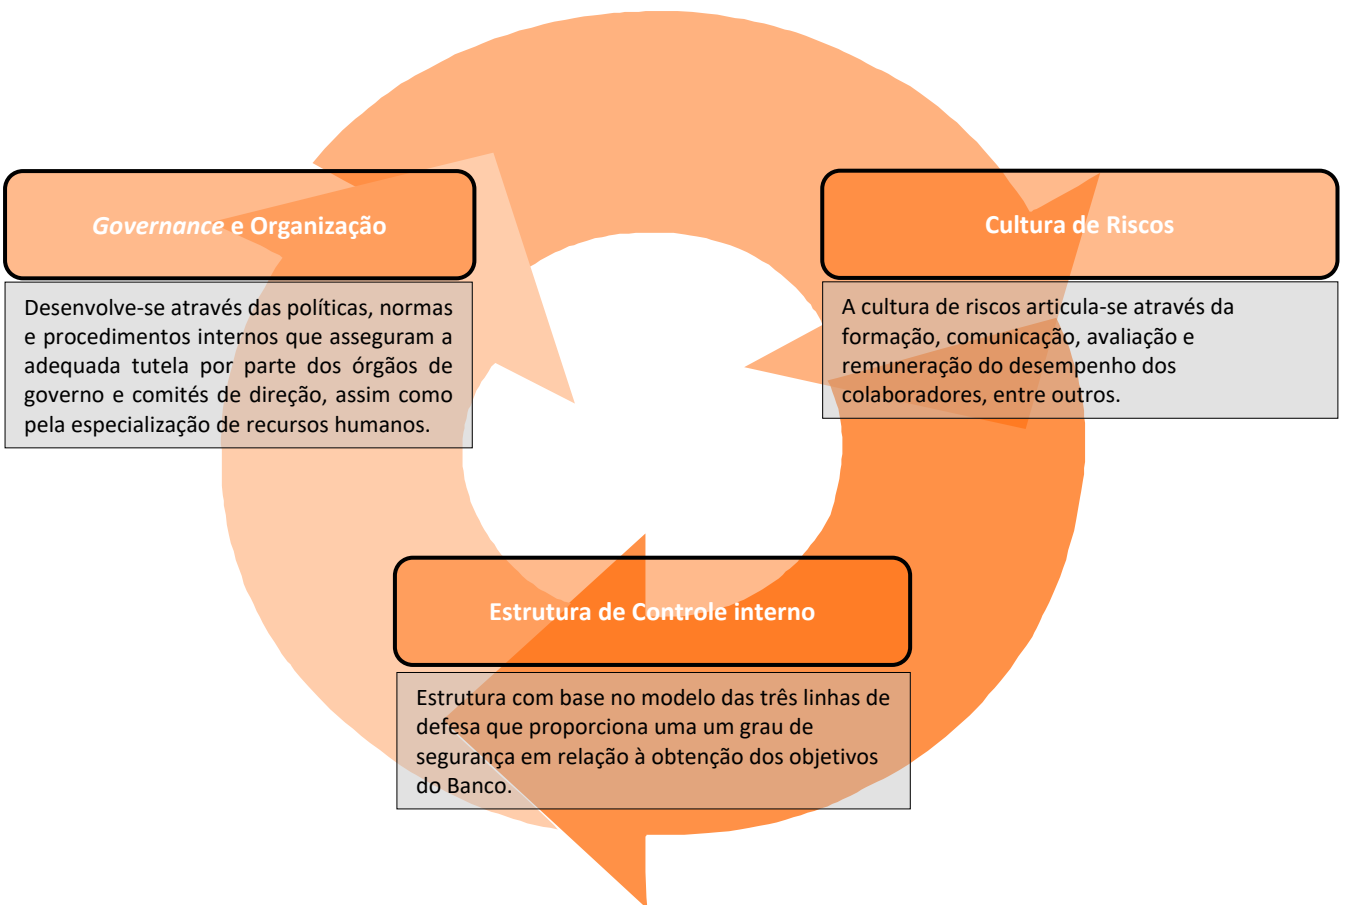 Governance e Organização
Desenvolve-se através das políticas, normas
e procedimentos internos que asseguram a
adequada tutela por parte dos órgãos de
governo e comités de direção, assim como
pela especialização de recursos humanos.
Cultura de Riscos
A cultura de riscos articula-se através da
formação, comunicação, avaliação e
remuneração do desempenho dos
colaboradores, entre outros.
Estrutura de Controle interno
Estrutura com base no modelo das três linhas de
defesa que proporciona uma um grau de
segurança em relação à obtenção dos objetivos
do Banco.